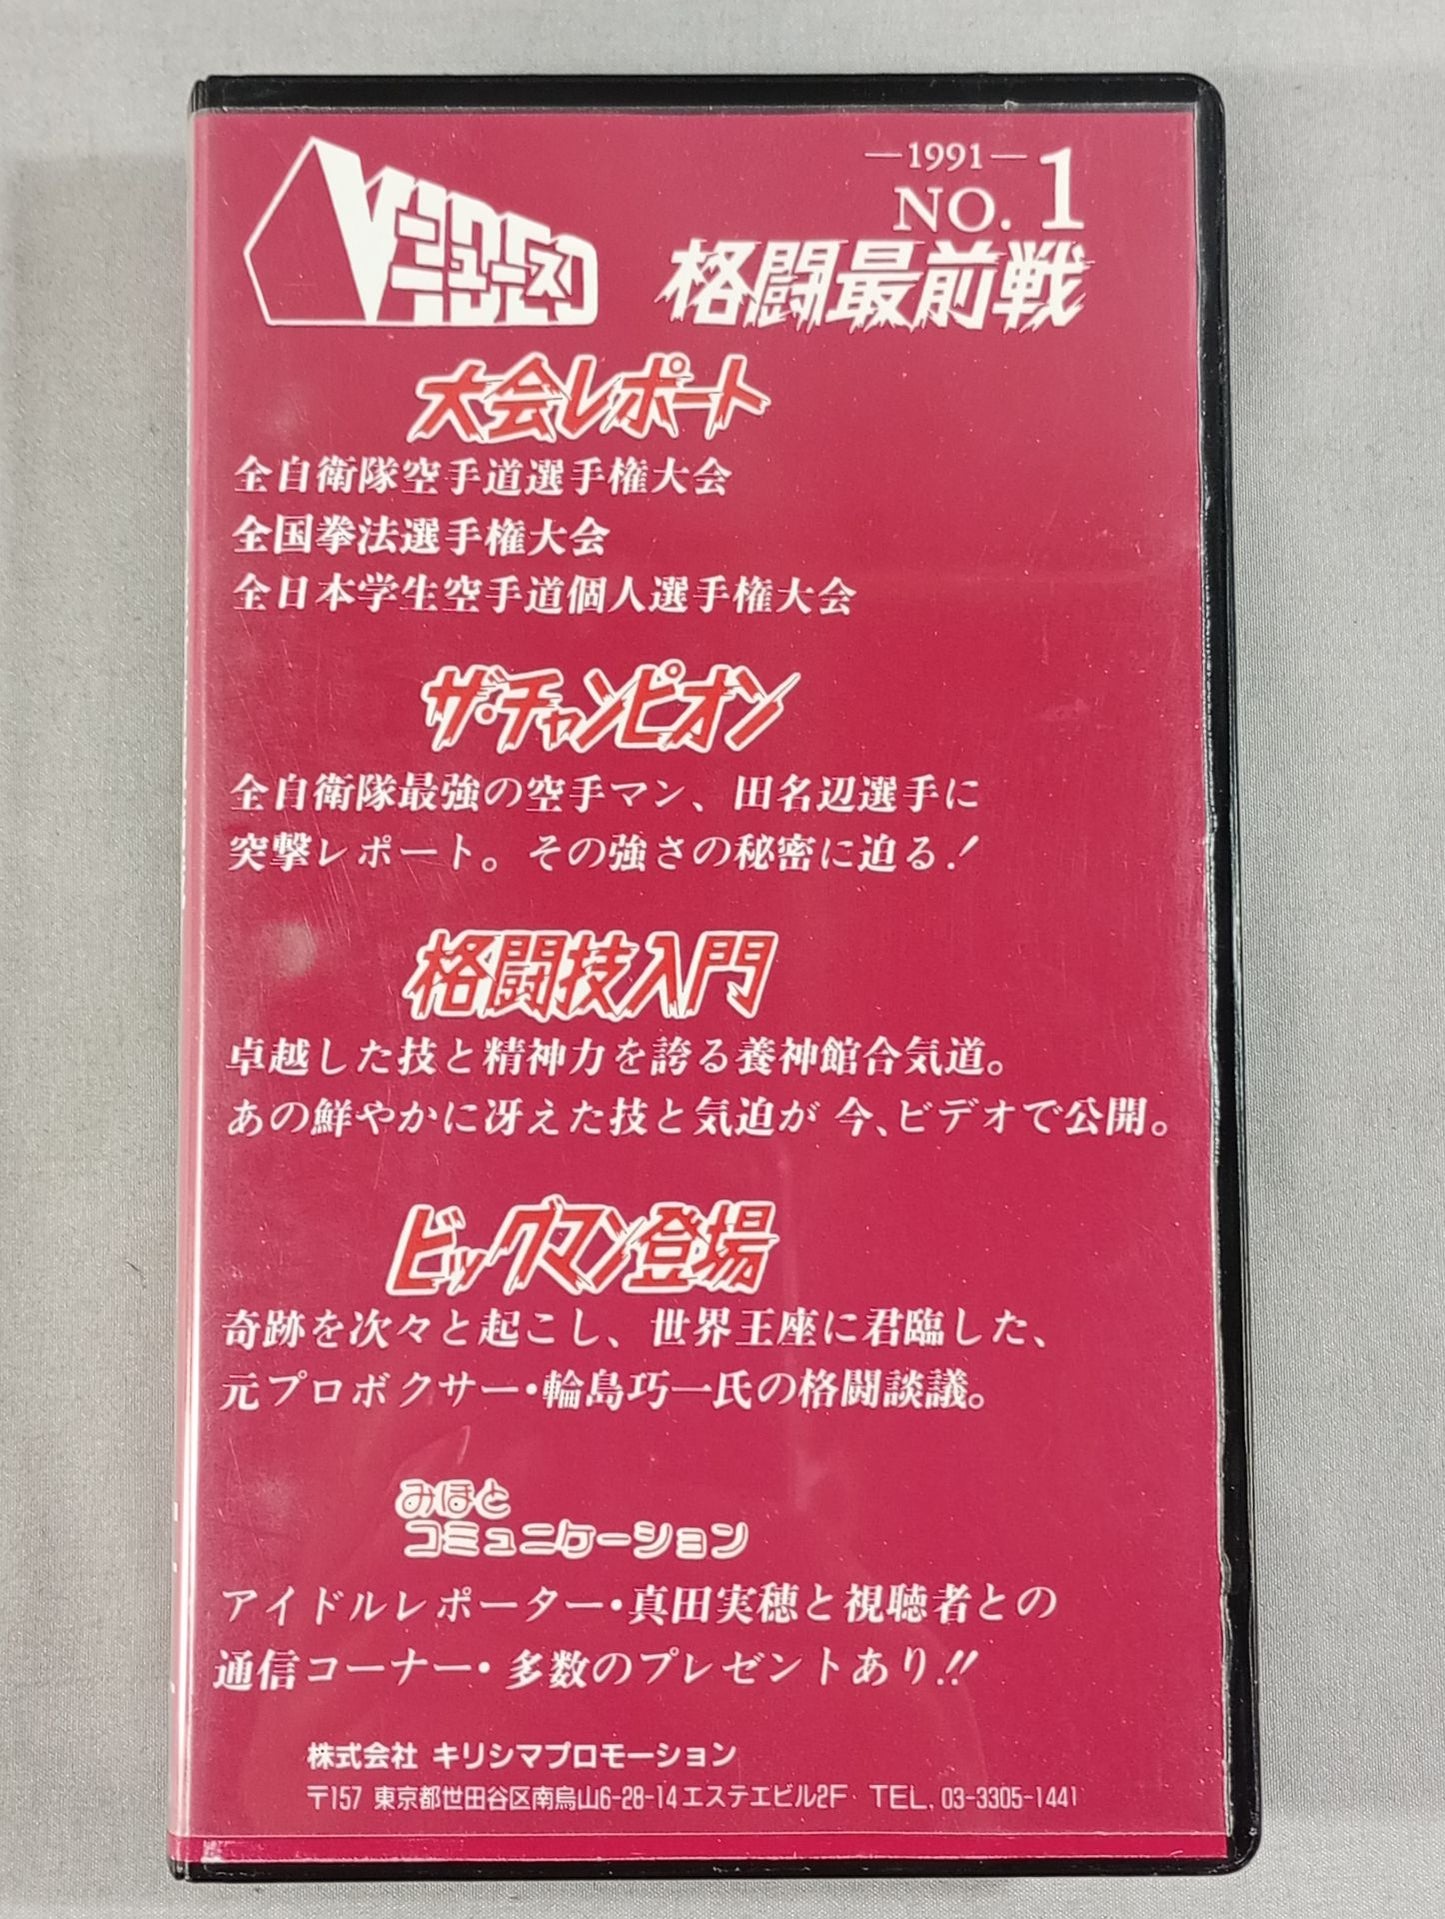 VIDEO
ニュース
—1991—
NO. 1
格闘最前戦
大会レポート
全自衛隊空手道選手権大会
全国拳法選手権大会
全日本学生空手道個人選手権大会
ザ・チャンピオン
全自衛隊最強の空手マン、田名辺選手に
突撃レポート。その強さの秘密に迫る!
格闘技入門
卓越した技と精神力を誇る養神館合気道。
あの鮮やかに冴えた技と気迫が 今、ビデオで公開。
ビッグマン登場
奇跡を次々と起こし、世界王座に君臨した、
元プロボクサー・輪島巧一氏の格闘談議。
みほと
コミュニケーション
アイドルレポーター・真田実穂と視聴者との
通信コーナー・多数のプレゼントあり!!
株式会社 キリシマプロモーション
〒157 東京都世田谷区南烏山6-28-14エステエビル2F TEL. 03-3305-1441